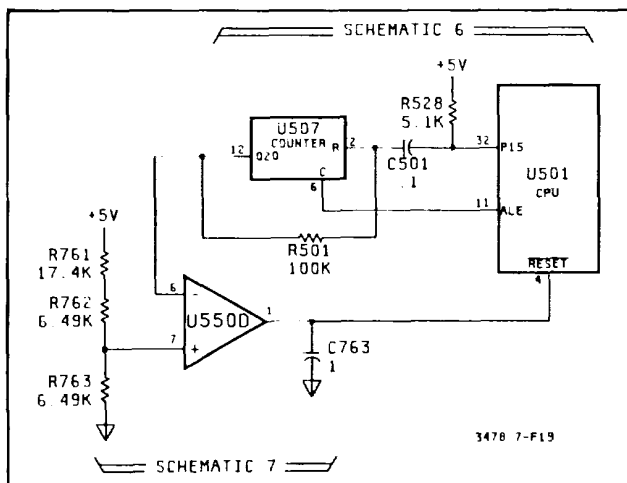 SCHEMATIC 6
+5V
R528
5.1K
U507
COUNTER
12
Q20
R
2
C
6
C501
.1
32
P15
U501
CPU
11
ALE
RESET
4
R501
100K
+5V
R761
17.4K
R762
6.49K
R763
6.49K
6
-
U550D
7
+
1
C763
1
3478 7-F19
SCHEMATIC 7